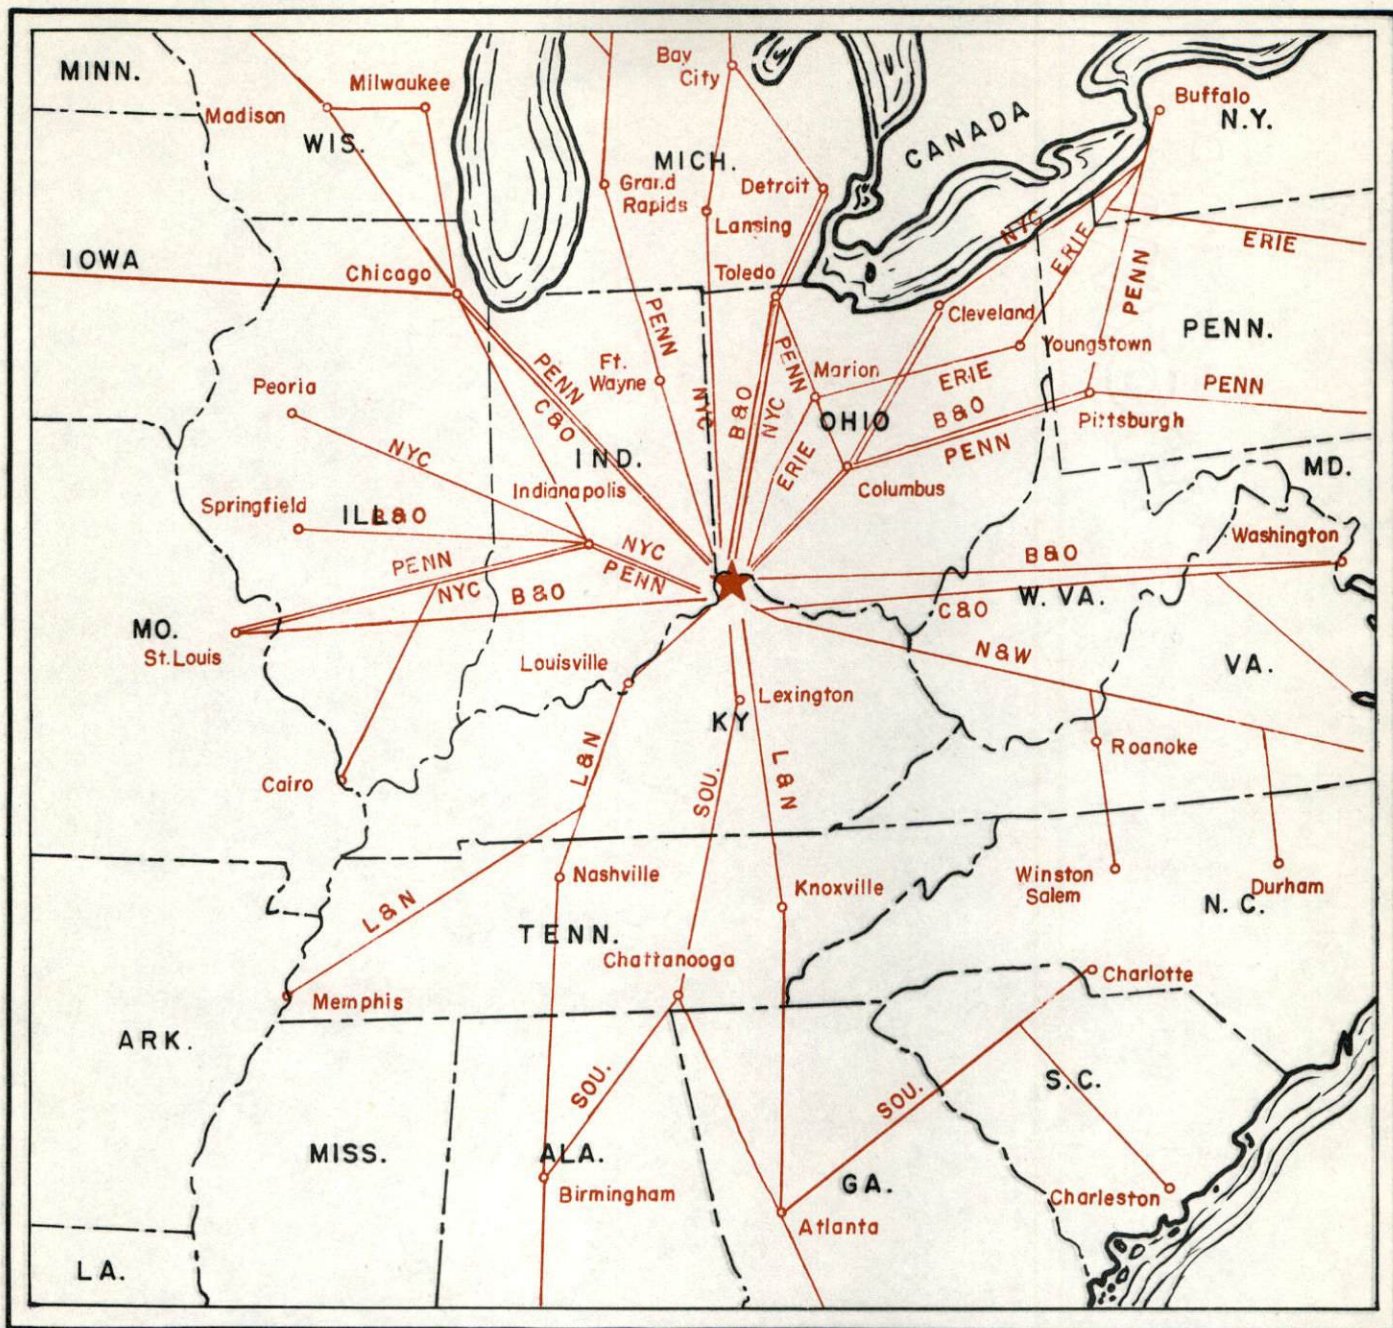 MINN.
Milwaukee
Madison
WIS.
Bay
City
MICH.
Grand
Rapids
Detroit
Lansing
CANADA
Buffalo
N.Y.
NYC
ERIE
ERIE
PENN
IOWA
Chicago
Toledo
Cleveland
PENN.
Youngstown
PENN
PENN
C&O
Ft.
Wayne
PENN
NYC
B&O
NYC
PENN
Marion
ERIE
OHIO
B&O
PENN
Pittsburgh
PENN
Peoria
NYC
IND.
ERIE
Columbus
MD.
Indianapolis
Springfield
ILL.
B&O
Washington
PENN
NYC
NYC
PENN
B&O
B&O
C&O
W. VA.
MO.
St. Louis
N&W
VA.
Louisville
Lexington
KY
Roanoke
L&N
SOU.
L&N
Cairo
Nashville
Knoxville
Winston
Salem
Durham
N. C.
L&N
TENN.
Chattanooga
Charlotte
Memphis
ARK.
SOU.
SOU.
S. C.
MISS.
ALA.
Birmingham
GA.
Charleston
Atlanta
LA.